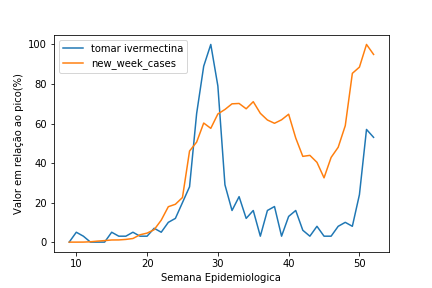 tomar ivermectina
new_week_cases
Valor em relação ao pico(%)
100
80
60
40
20
0
10
20
30
40
50
Semana Epidemiologica